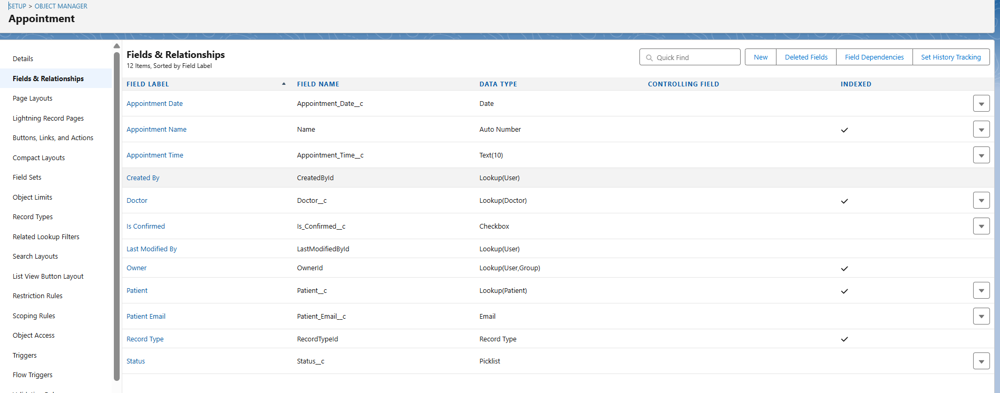 SETUP > OBJECT MANAGER
Appointment
Details
Fields & Relationships
Page Layouts
Lightning Record Pages
Buttons, Links, and Actions
Compact Layouts
Field Sets
Object Limits
Record Types
Related Lookup Filters
Search Layouts
List View Button Layout
Restriction Rules
Scoping Rules
Object Access
Triggers
Flow Triggers
Fields & Relationships
12 Items, Sorted by Field Label
Quick Find
New
Deleted Fields
Field Dependencies
Set History Tracking
FIELD LABEL FIELD NAME DATA TYPE CONTROLLING FIELD INDEXED
Appointment Date Appointment_Date__c Date
Appointment Name Name Auto Number
Appointment Time Appointment_Time__c Text(10)
Created By CreatedById Lookup(User)
Doctor Doctor__c Lookup(Doctor)
Is Confirmed Is_Confirmed__c Checkbox
Last Modified By LastModifiedById Lookup(User)
Owner OwnerId Lookup(User,Group)
Patient Patient__c Lookup(Patient)
Patient Email Patient_Email__c Email
Record Type RecordTypeId Record Type
Status Status__c Picklist